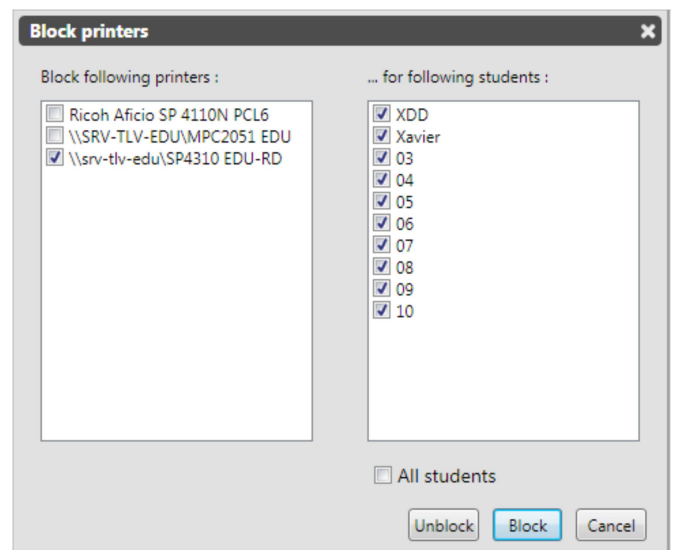 Block printers
Block following printers :
Ricoh Aficio SP 4110N PCL6
\\SRV-TLV-EDU\MPC2051 EDU
\\srv-tlv-edu\SP4310 EDU-RD
... for following students :
XDD
Xavier
03
04
05
06
07
08
09
10
All students
Unblock Block Cancel